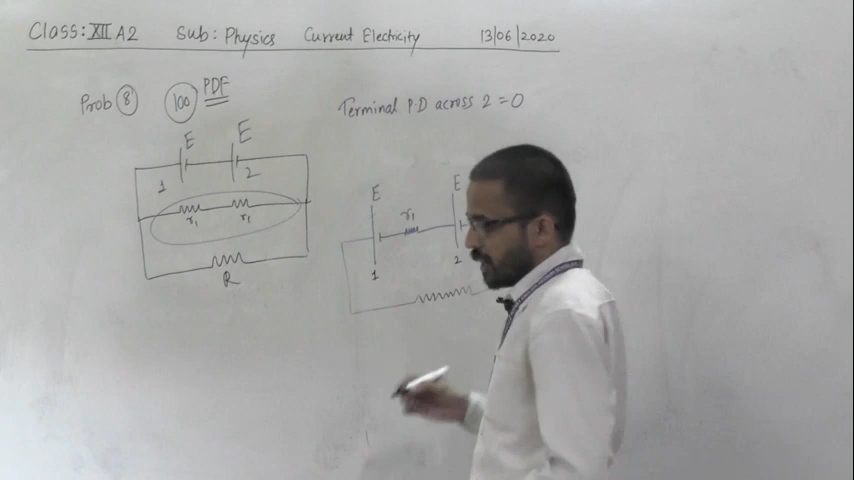 CLASS: XII A2 Sub: Physics Current Electricity 13/06/2020
Prob 8 100 PDF
Terminal P.D across 2 = 0
E E
1 2
r₁ r₁
R
E E
r₁
1 2